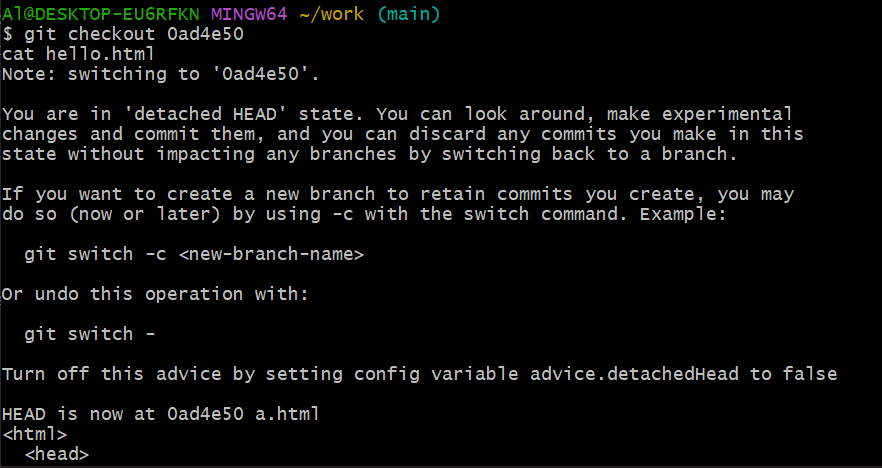 Al@DESKTOP-EU6RFKN MINGW64 ~/work (main)
$ git checkout 0ad4e50
cat hello.html
Note: switching to '0ad4e50'.

You are in 'detached HEAD' state. You can look around, make experimental
changes and commit them, and you can discard any commits you make in this
state without impacting any branches by switching back to a branch.

If you want to create a new branch to retain commits you create, you may
do so (now or later) by using -c with the switch command. Example:

  git switch -c <new-branch-name>

Or undo this operation with:

  git switch -

Turn off this advice by setting config variable advice.detachedHead to false

HEAD is now at 0ad4e50 a.html
<html>
  <head>